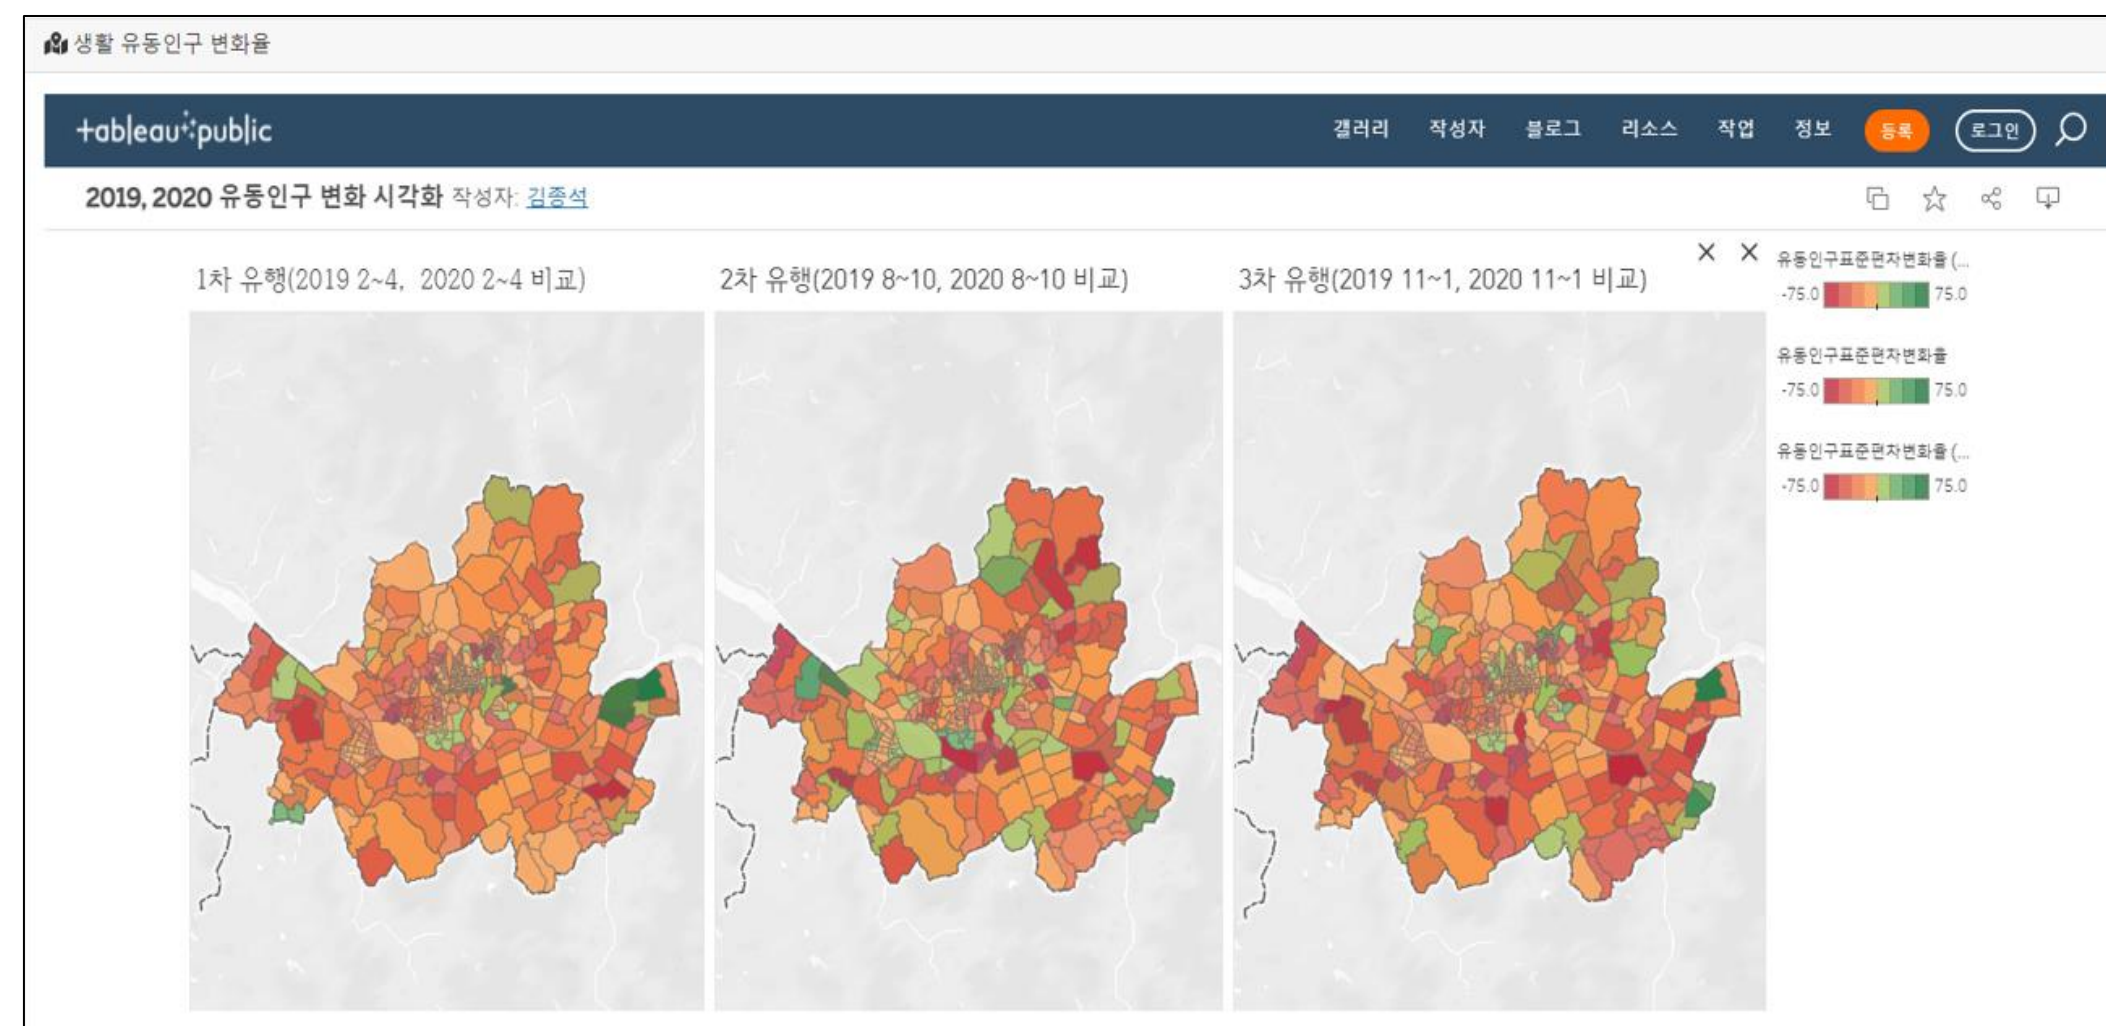 생활 유동인구 변화율
+ableau public
갤러리 작성자 블로그 리소스 작업 정보 등록 로그인
2019, 2020 유동인구 변화 시각화 작성자: 김종석
1차 유행(2019 2~4, 2020 2~4 비교)
2차 유행(2019 8~10, 2020 8~10 비교)
3차 유행(2019 11~1, 2020 11~1 비교)
유동인구표준편차변화율 (...
-75.0 75.0
유동인구표준편차변화율
-75.0 75.0
유동인구표준편차변화율 (...
-75.0 75.0